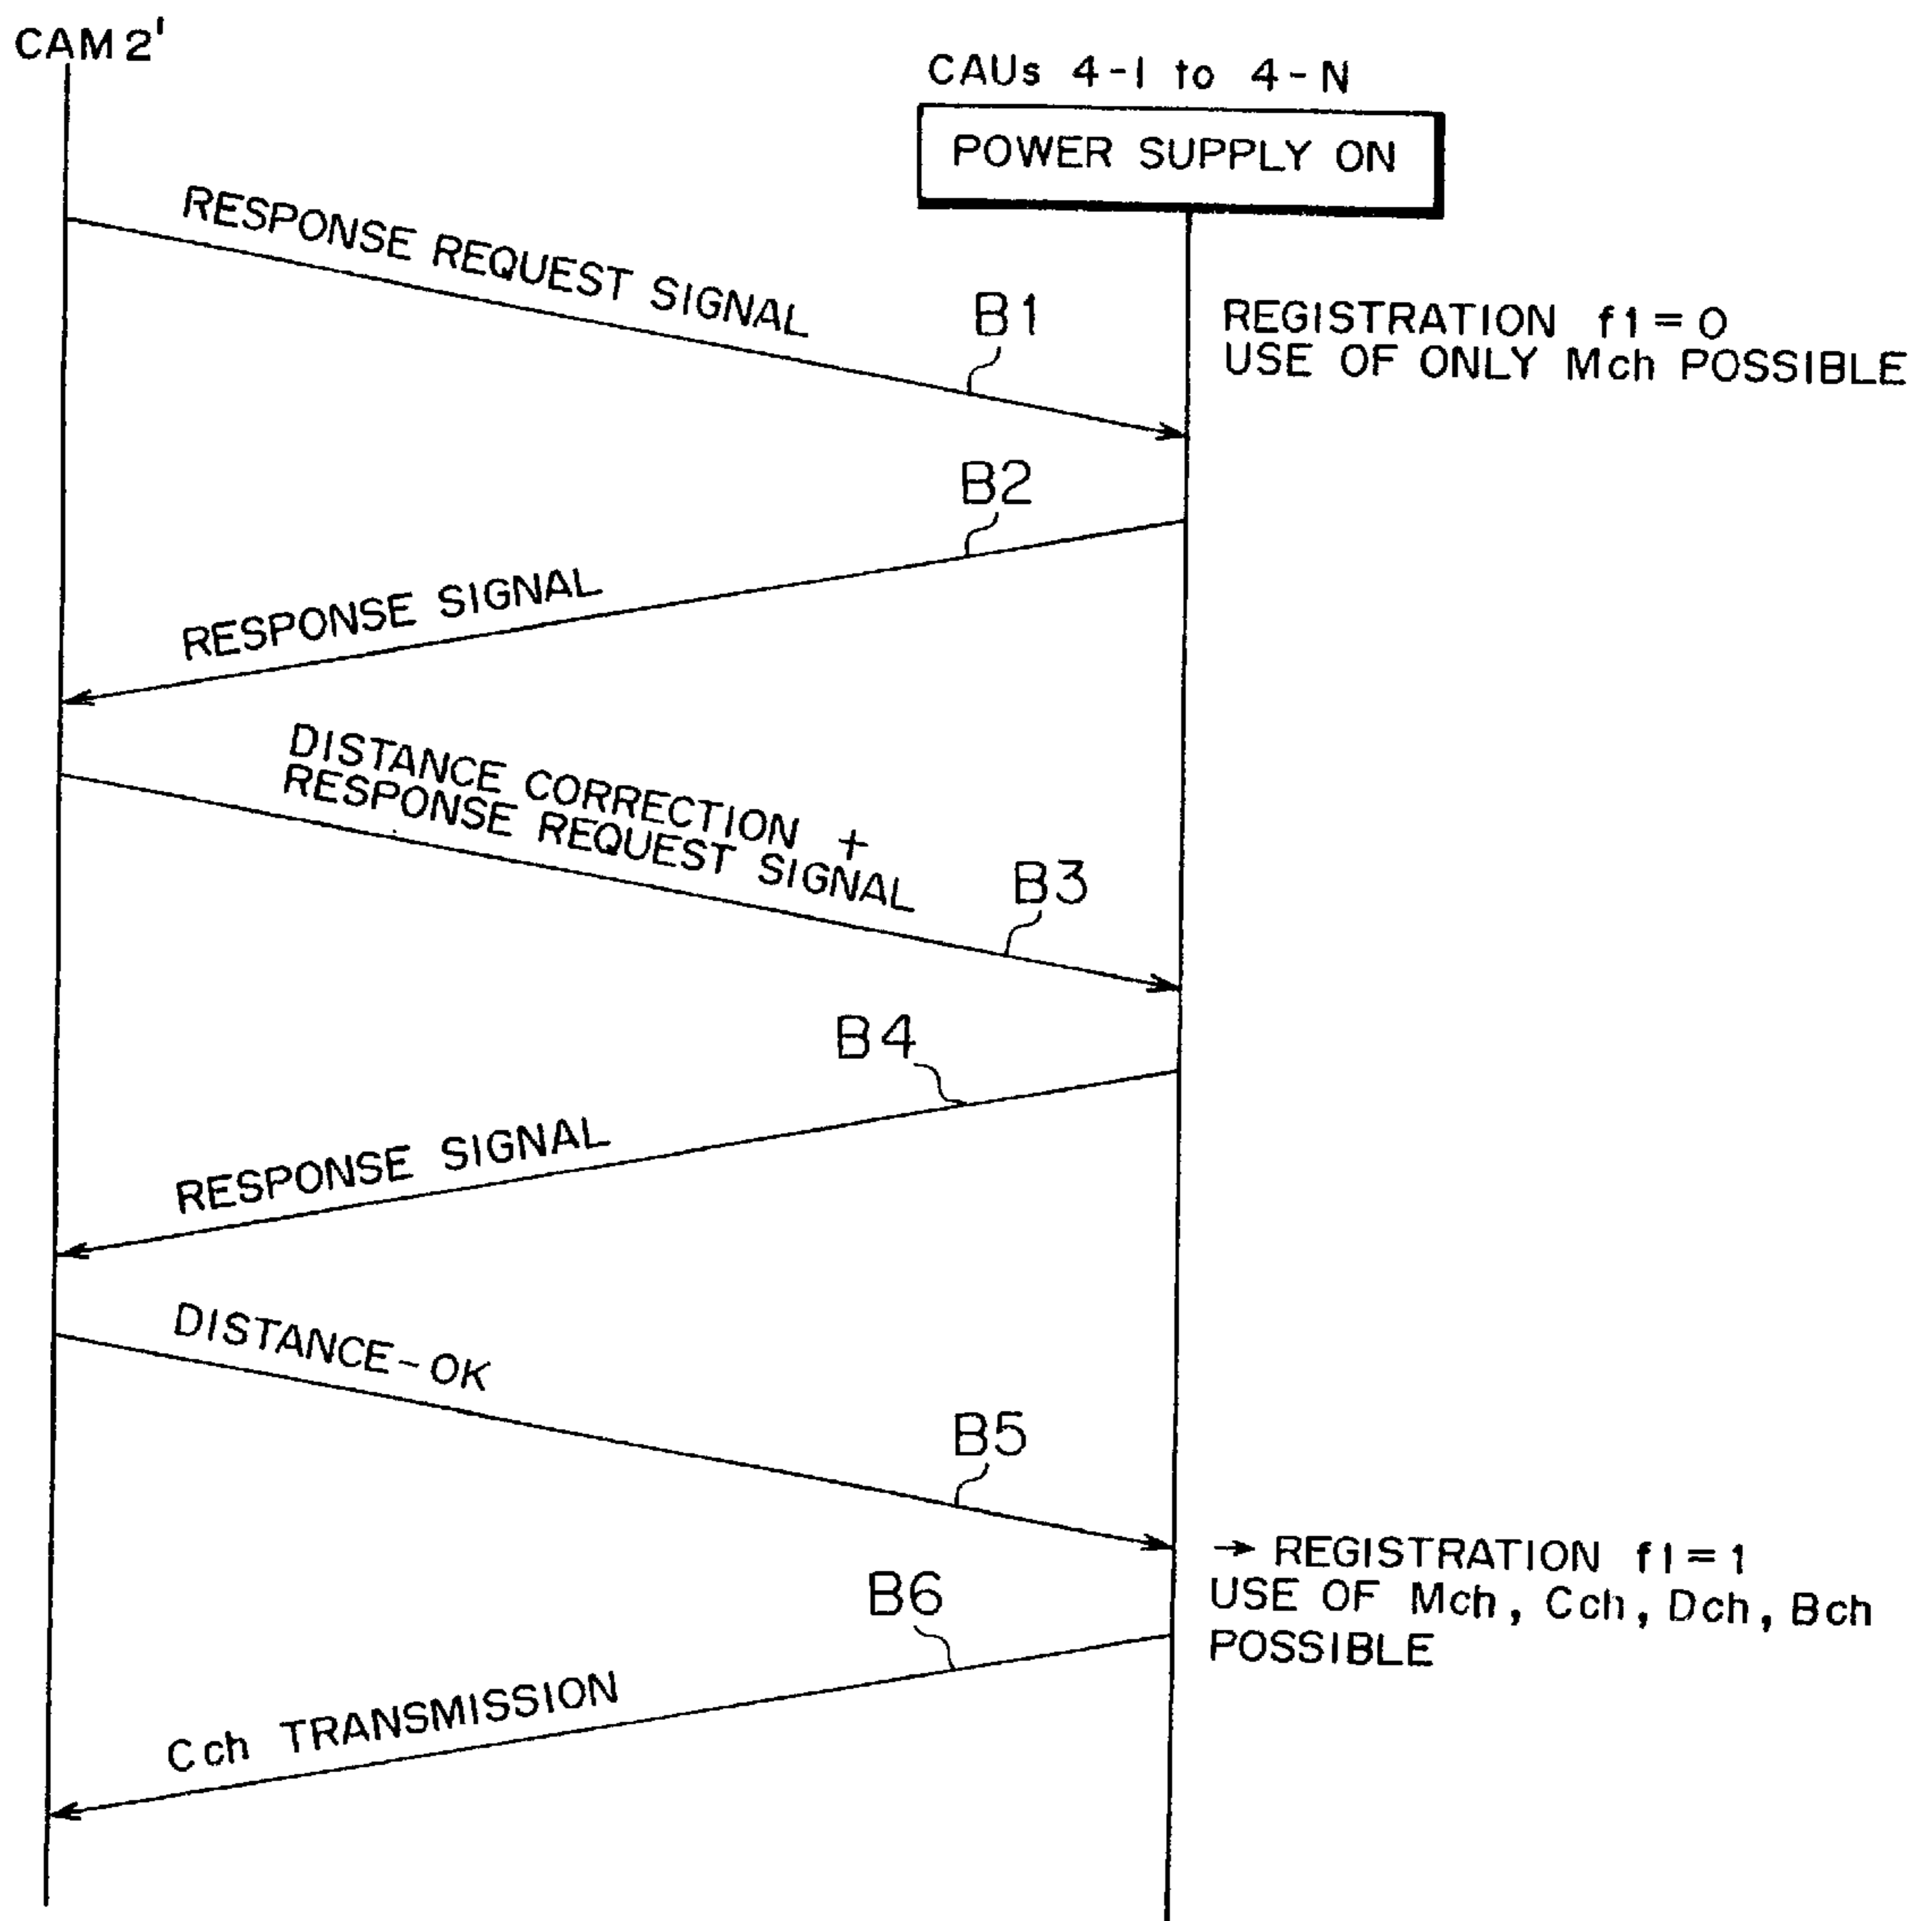 CAM2'
CAUs 4-1 to 4-N
POWER SUPPLY ON
RESPONSE REQUEST SIGNAL
B1
REGISTRATION f1=0
USE OF ONLY Mch POSSIBLE
B2
RESPONSE SIGNAL
DISTANCE CORRECTION +
RESPONSE REQUEST SIGNAL
B3
B4
RESPONSE SIGNAL
DISTANCE-OK
B5
→ REGISTRATION f1=1
USE OF Mch, Cch, Dch, Bch
POSSIBLE
B6
Cch TRANSMISSION